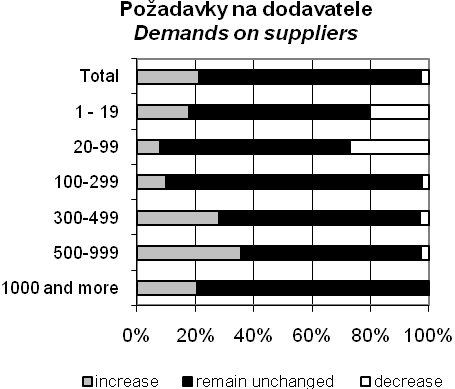 Požadavky na dodavatele
Demands on suppliers
Total
1 - 19
20-99
100-299
300-499
500-999
1000 and more
0% 20% 40% 60% 80% 100%
increase remain unchanged decrease